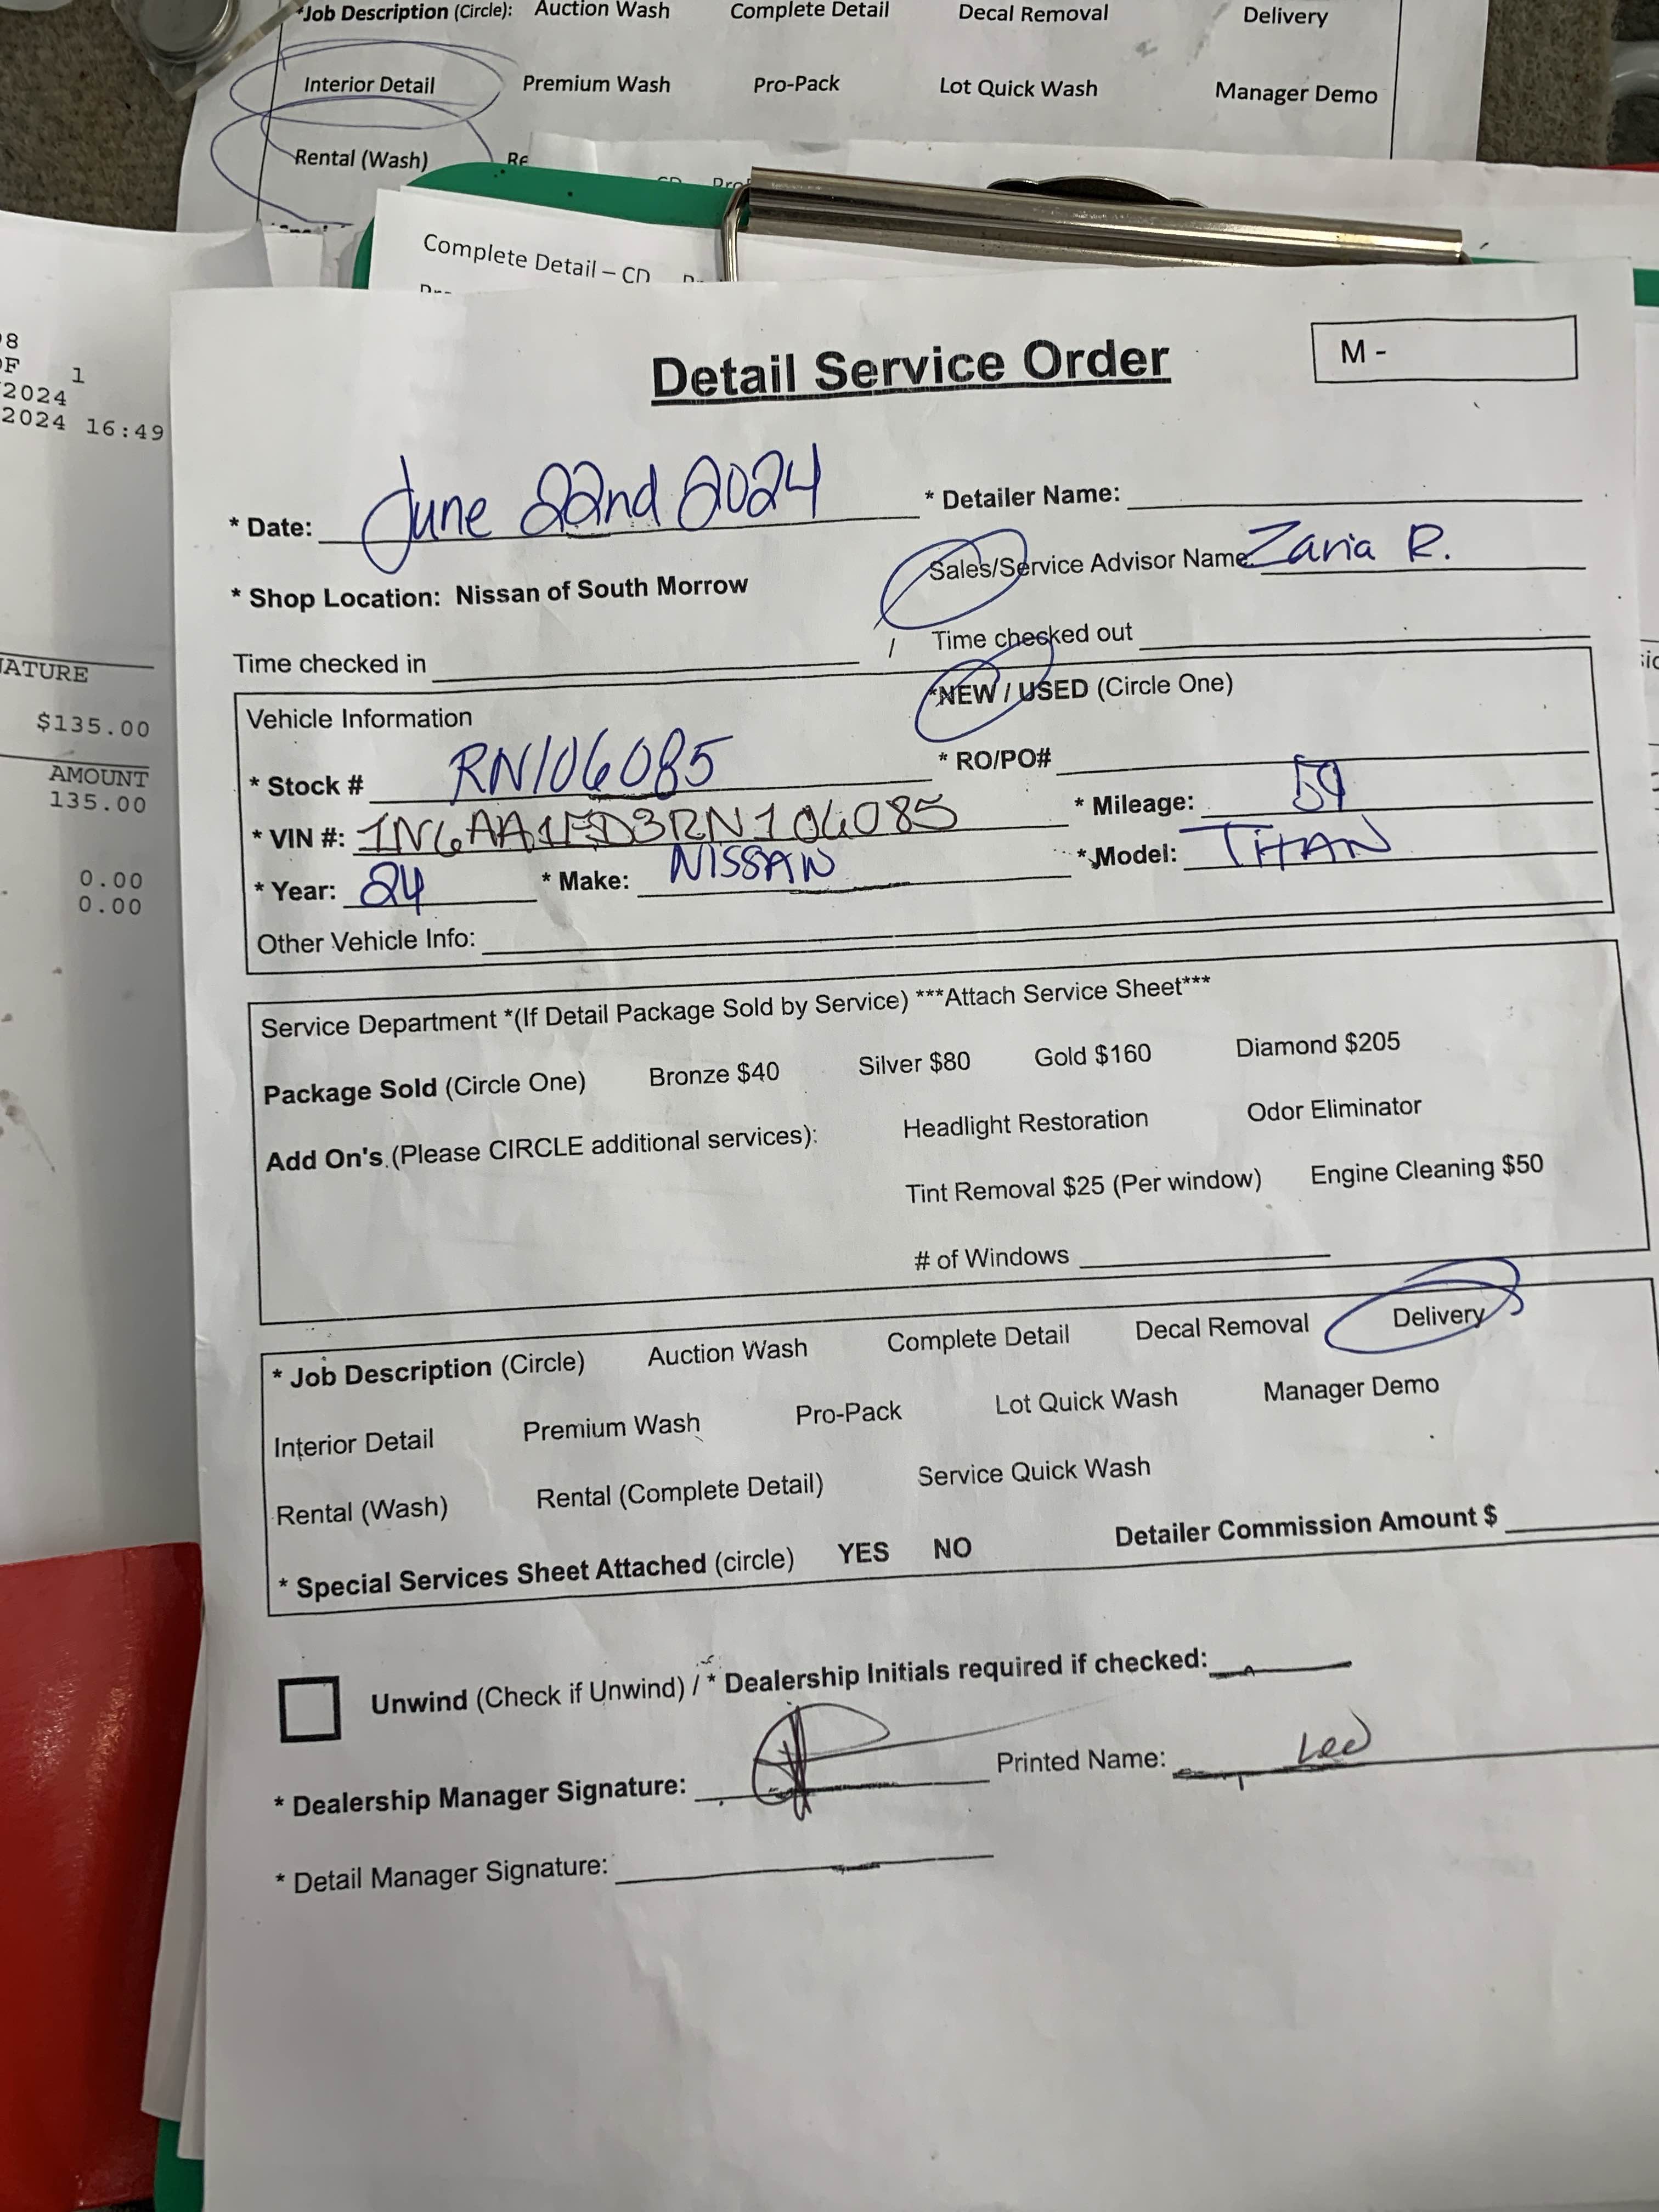 *Job Description (Circle): Auction Wash Complete Detail Decal Removal Delivery
Interior Detail Premium Wash Pro-Pack Lot Quick Wash Manager Demo
Rental (Wash) Re
Complete Detail – CD
1
2024
2024 16:49
$135.00
AMOUNT
135.00
0.00
0.00
Detail Service Order
M -
* Date: June 22nd 2024 * Detailer Name:
* Shop Location: Nissan of South Morrow Sales/Service Advisor Name: Zaria R.
Time checked in / Time checked out
Vehicle Information *NEW / USED (Circle One)
* Stock # RN106085 * RO/PO#
* VIN #: 1N6AA1ED3RN106085 * Mileage: 59
* Year: 24 * Make: NISSAN * Model: TITAN
Other Vehicle Info:
Service Department *(If Detail Package Sold by Service) ***Attach Service Sheet***
Package Sold (Circle One) Bronze $40 Silver $80 Gold $160 Diamond $205
Add On's (Please CIRCLE additional services): Headlight Restoration Odor Eliminator
Tint Removal $25 (Per window) Engine Cleaning $50
# of Windows
* Job Description (Circle) Auction Wash Complete Detail Decal Removal Delivery
Interior Detail Premium Wash Pro-Pack Lot Quick Wash Manager Demo
Rental (Wash) Rental (Complete Detail) Service Quick Wash
* Special Services Sheet Attached (circle) YES NO Detailer Commission Amount $
Unwind (Check if Unwind) / * Dealership Initials required if checked:
* Dealership Manager Signature: Printed Name: Lee
* Detail Manager Signature: